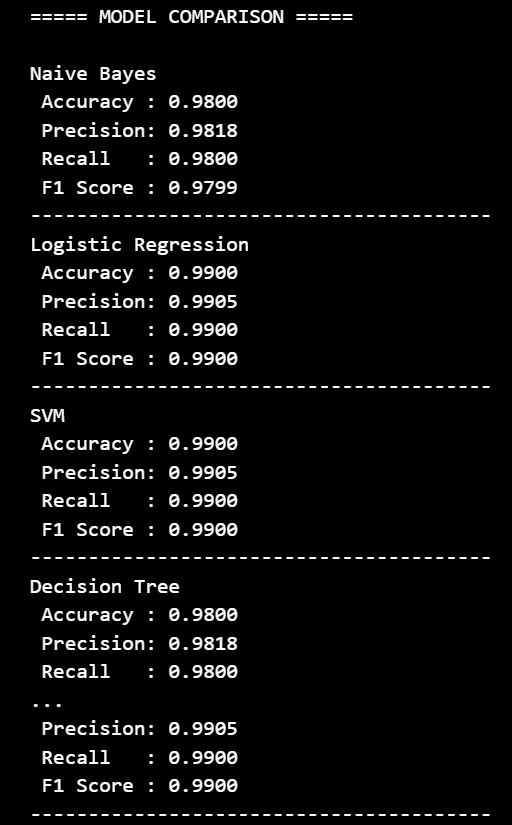 ===== MODEL COMPARISON =====
Naive Bayes
Accuracy : 0.9800
Precision: 0.9818
Recall   : 0.9800
F1 Score : 0.9799
----------------------------------------
Logistic Regression
Accuracy : 0.9900
Precision: 0.9905
Recall   : 0.9900
F1 Score : 0.9900
----------------------------------------
SVM
Accuracy : 0.9900
Precision: 0.9905
Recall   : 0.9900
F1 Score : 0.9900
----------------------------------------
Decision Tree
Accuracy : 0.9800
Precision: 0.9818
Recall   : 0.9800
...
Precision: 0.9905
Recall   : 0.9900
F1 Score : 0.9900
----------------------------------------